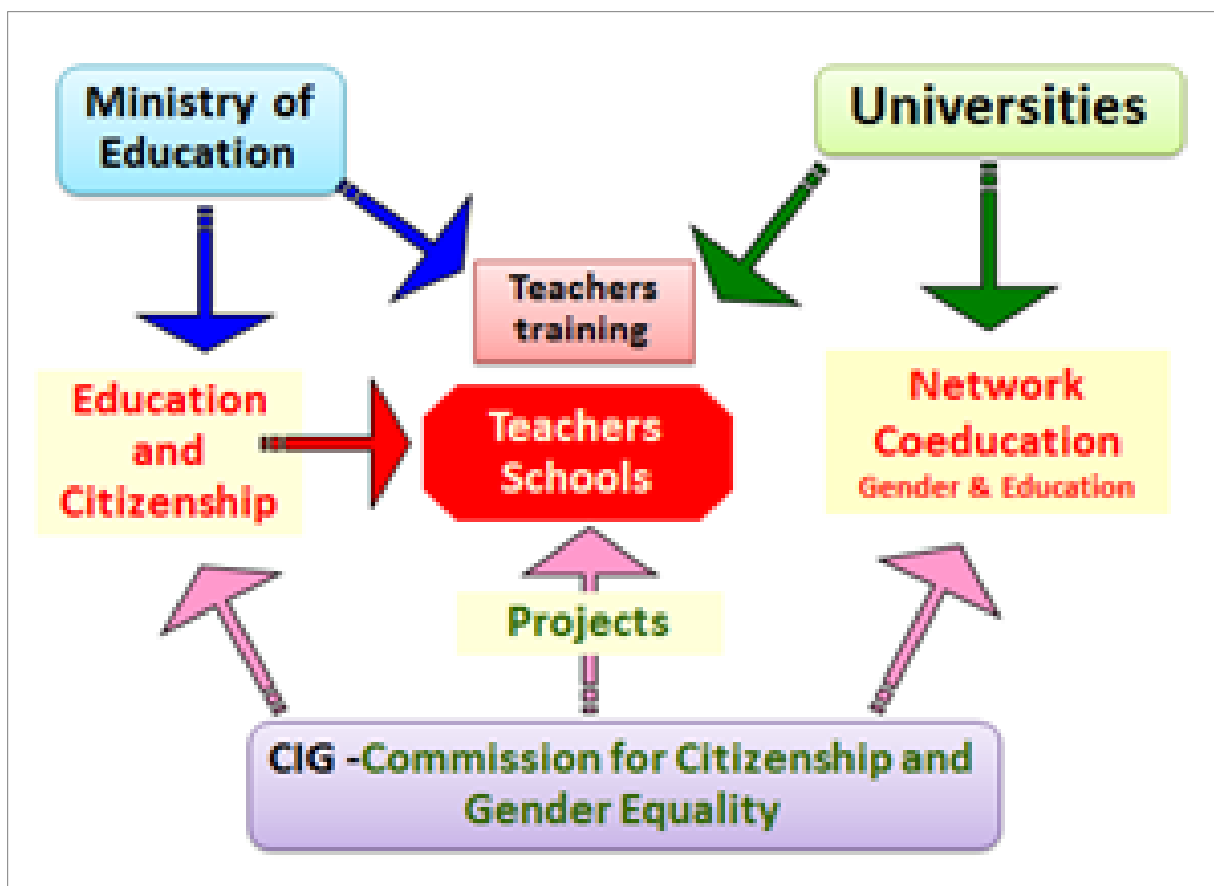 Ministry of
Education
Universities
Teachers
training
Education
and
Citizenship
Teachers
Schools
Network
Coeducation
Gender & Education
Projects
CIG -Commission for Citizenship and
Gender Equality